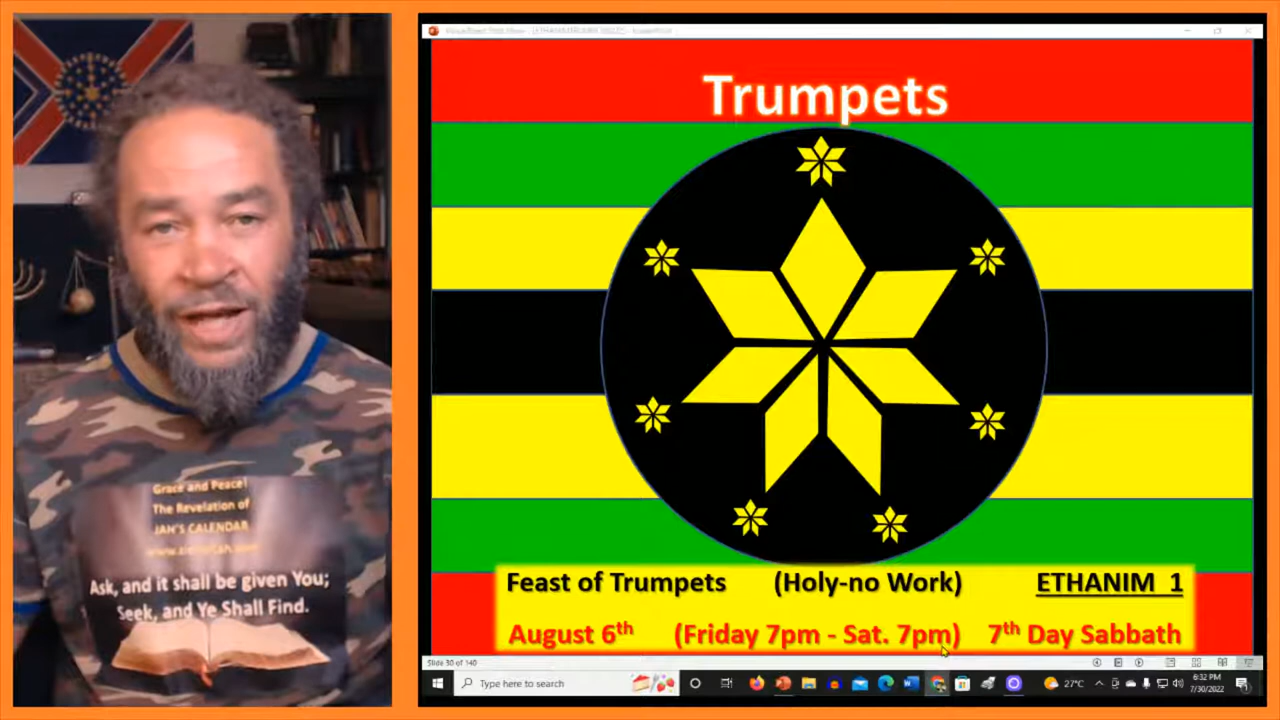 Trumpets
Grace and Peace!
The Revelation of
JAH'S CALENDAR
Ask, and it shall be given You;
Seek, and Ye Shall Find.
Feast of Trumpets (Holy-no Work) ETHANIM 1
August 6th (Friday 7pm - Sat. 7pm) 7th Day Sabbath
Slide 30 of 140
Type here to search
27°C
6:32 PM
7/30/2022